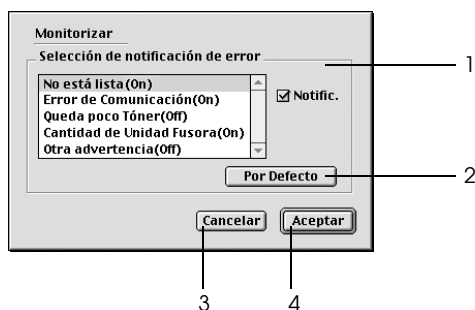 Monitorizar
Selección de notificación de error
No está lista(On)
Error de Comunicación(On)
Queda poco Tóner(Off)
Cantidad de Unidad Fusora(On)
Otra advertencia(Off)
Notific.
Por Defecto
Cancelar
Aceptar
1
2
3
4